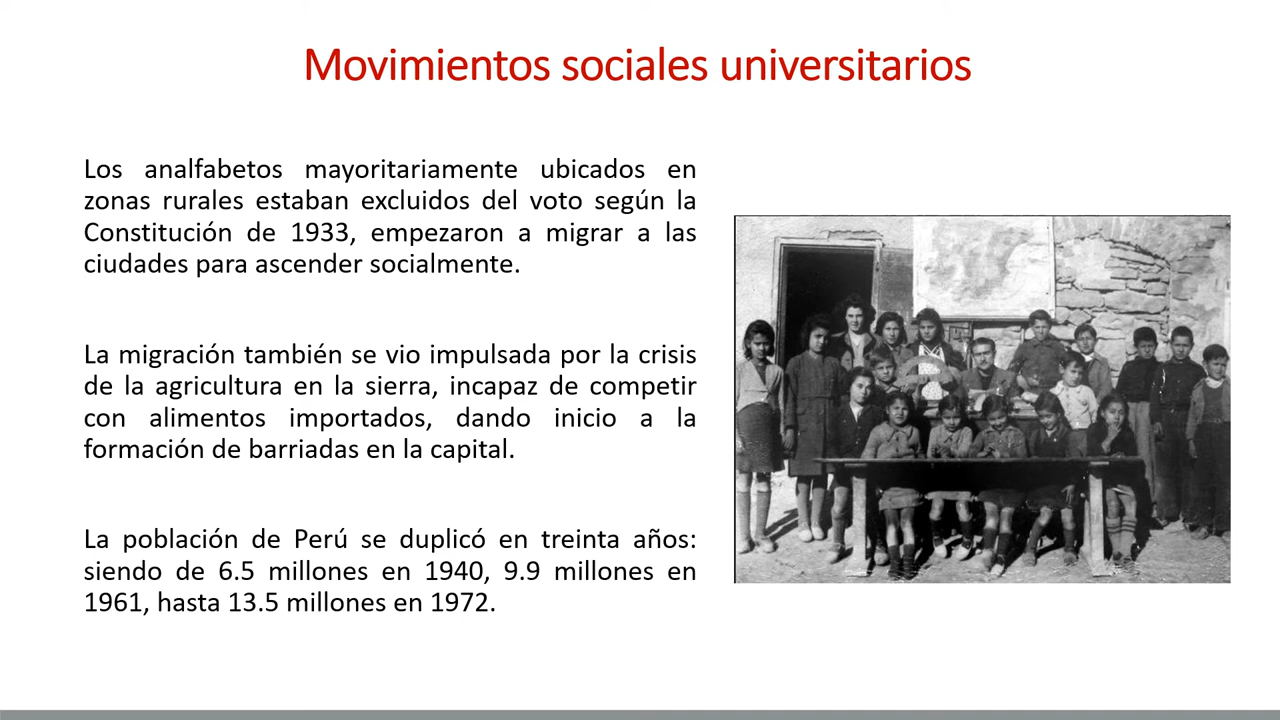 Movimientos sociales universitarios
Los analfabetos mayoritariamente ubicados en
zonas rurales estaban excluidos del voto según la
Constitución de 1933, empezaron a migrar a las
ciudades para ascender socialmente.
La migración también se vio impulsada por la crisis
de la agricultura en la sierra, incapaz de competir
con alimentos importados, dando inicio a la
formación de barriadas en la capital.
La población de Perú se duplicó en treinta años:
siendo de 6.5 millones en 1940, 9.9 millones en
1961, hasta 13.5 millones en 1972.